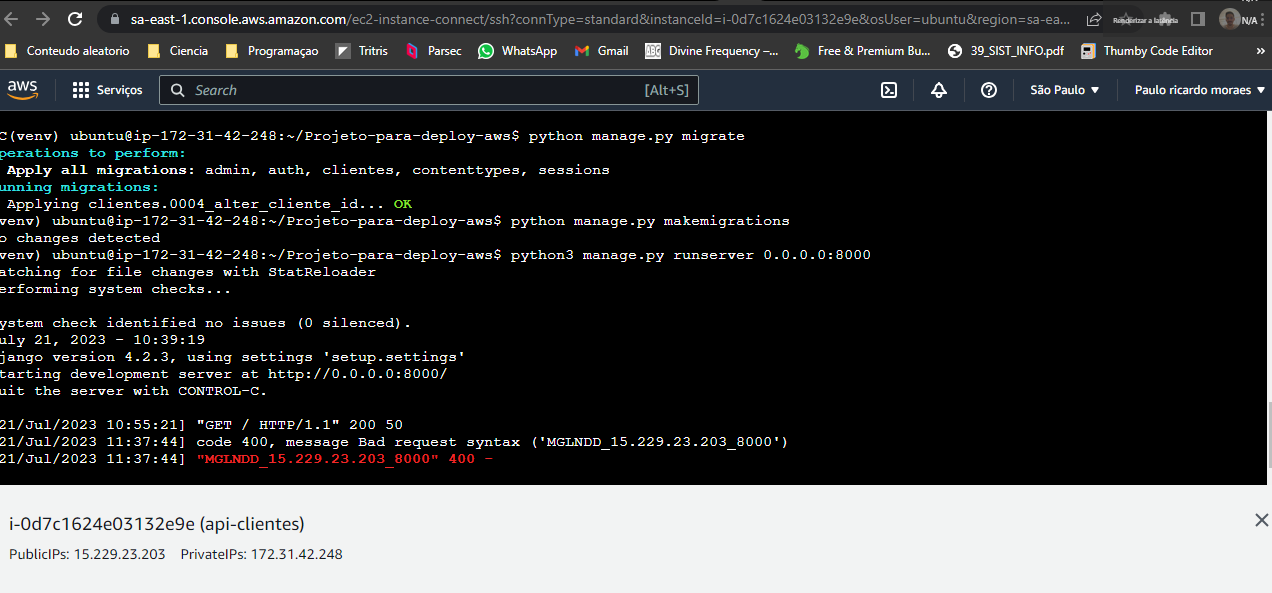 sa-east-1.console.aws.amazon.com/ec2-instance-connect/ssh?connType=standard&instanceId=i-0d7c1624e03132e9e&osUser=ubuntu&region=sa-ea... Renderizar a latência N/A
Conteudo aleatorio Ciencia Programaçao Tritris Parsec WhatsApp Gmail Divine Frequency –... Free & Premium Bu... 39_SIST_INFO.pdf Thumby Code Editor »
aws Serviços Search [Alt+S] São Paulo ▼ Paulo ricardo moraes ▼
C(venv) ubuntu@ip-172-31-42-248:~/Projeto-para-deploy-aws$ python manage.py migrate
perations to perform:
Apply all migrations: admin, auth, clientes, contenttypes, sessions
unning migrations:
Applying clientes.0004_alter_cliente_id... OK
venv) ubuntu@ip-172-31-42-248:~/Projeto-para-deploy-aws$ python manage.py makemigrations
o changes detected
venv) ubuntu@ip-172-31-42-248:~/Projeto-para-deploy-aws$ python3 manage.py runserver 0.0.0.0:8000
atching for file changes with StatReloader
erforming system checks...
ystem check identified no issues (0 silenced).
uly 21, 2023 - 10:39:19
jango version 4.2.3, using settings 'setup.settings'
tarting development server at http://0.0.0.0:8000/
uit the server with CONTROL-C.
21/Jul/2023 10:55:21] "GET / HTTP/1.1" 200 50
21/Jul/2023 11:37:44] code 400, message Bad request syntax ('MGLNDD_15.229.23.203_8000')
21/Jul/2023 11:37:44] "MGLNDD_15.229.23.203_8000" 400 -
i-0d7c1624e03132e9e (api-clientes)
PublicIPs: 15.229.23.203 PrivateIPs: 172.31.42.248